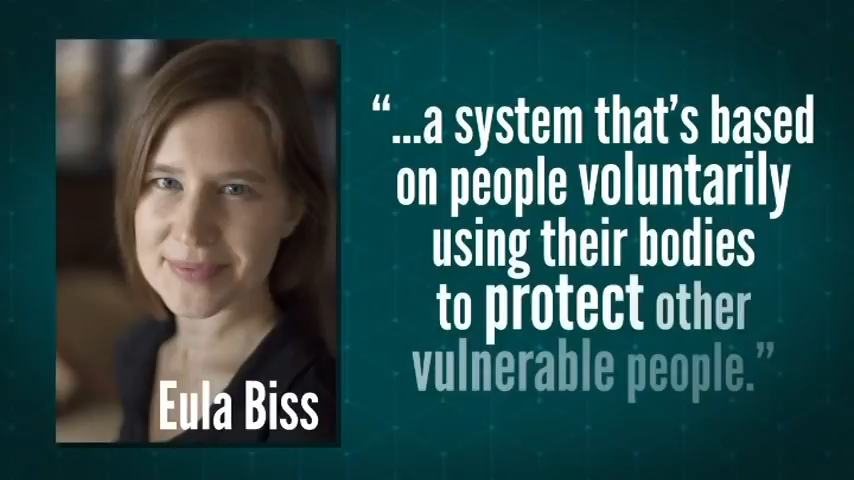 Eula Biss
“...a system that’s based
on people voluntarily
using their bodies
to protect other
vulnerable people.”